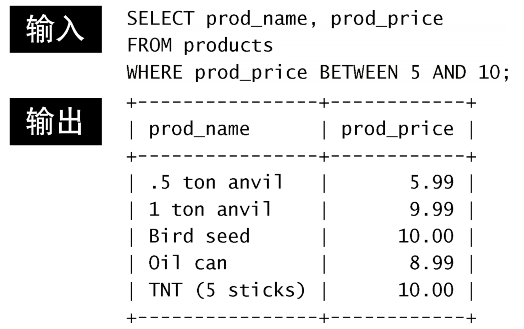 输入
SELECT prod_name, prod_price
FROM products
WHERE prod_price BETWEEN 5 AND 10;
输出
+----------------+------------+
| prod_name | prod_price |
+----------------+------------+
| .5 ton anvil | 5.99 |
| 1 ton anvil | 9.99 |
| Bird seed | 10.00 |
| Oil can | 8.99 |
| TNT (5 sticks) | 10.00 |
+----------------+------------+